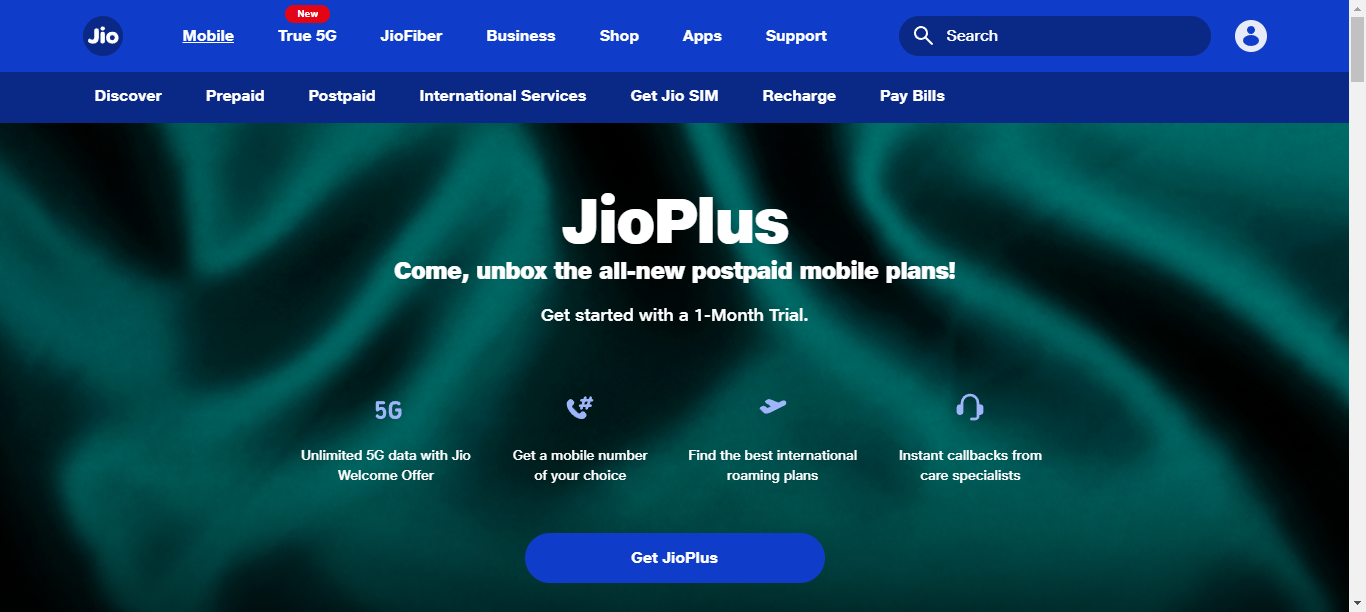 New
Jio Mobile True 5G JioFiber Business Shop Apps Support Search
Discover Prepaid Postpaid International Services Get Jio SIM Recharge Pay Bills
JioPlus
Come, unbox the all-new postpaid mobile plans!
Get started with a 1-Month Trial.
5G #
Unlimited 5G data with Jio
Welcome Offer
Get a mobile number
of your choice
Find the best international
roaming plans
Instant callbacks from
care specialists
Get JioPlus